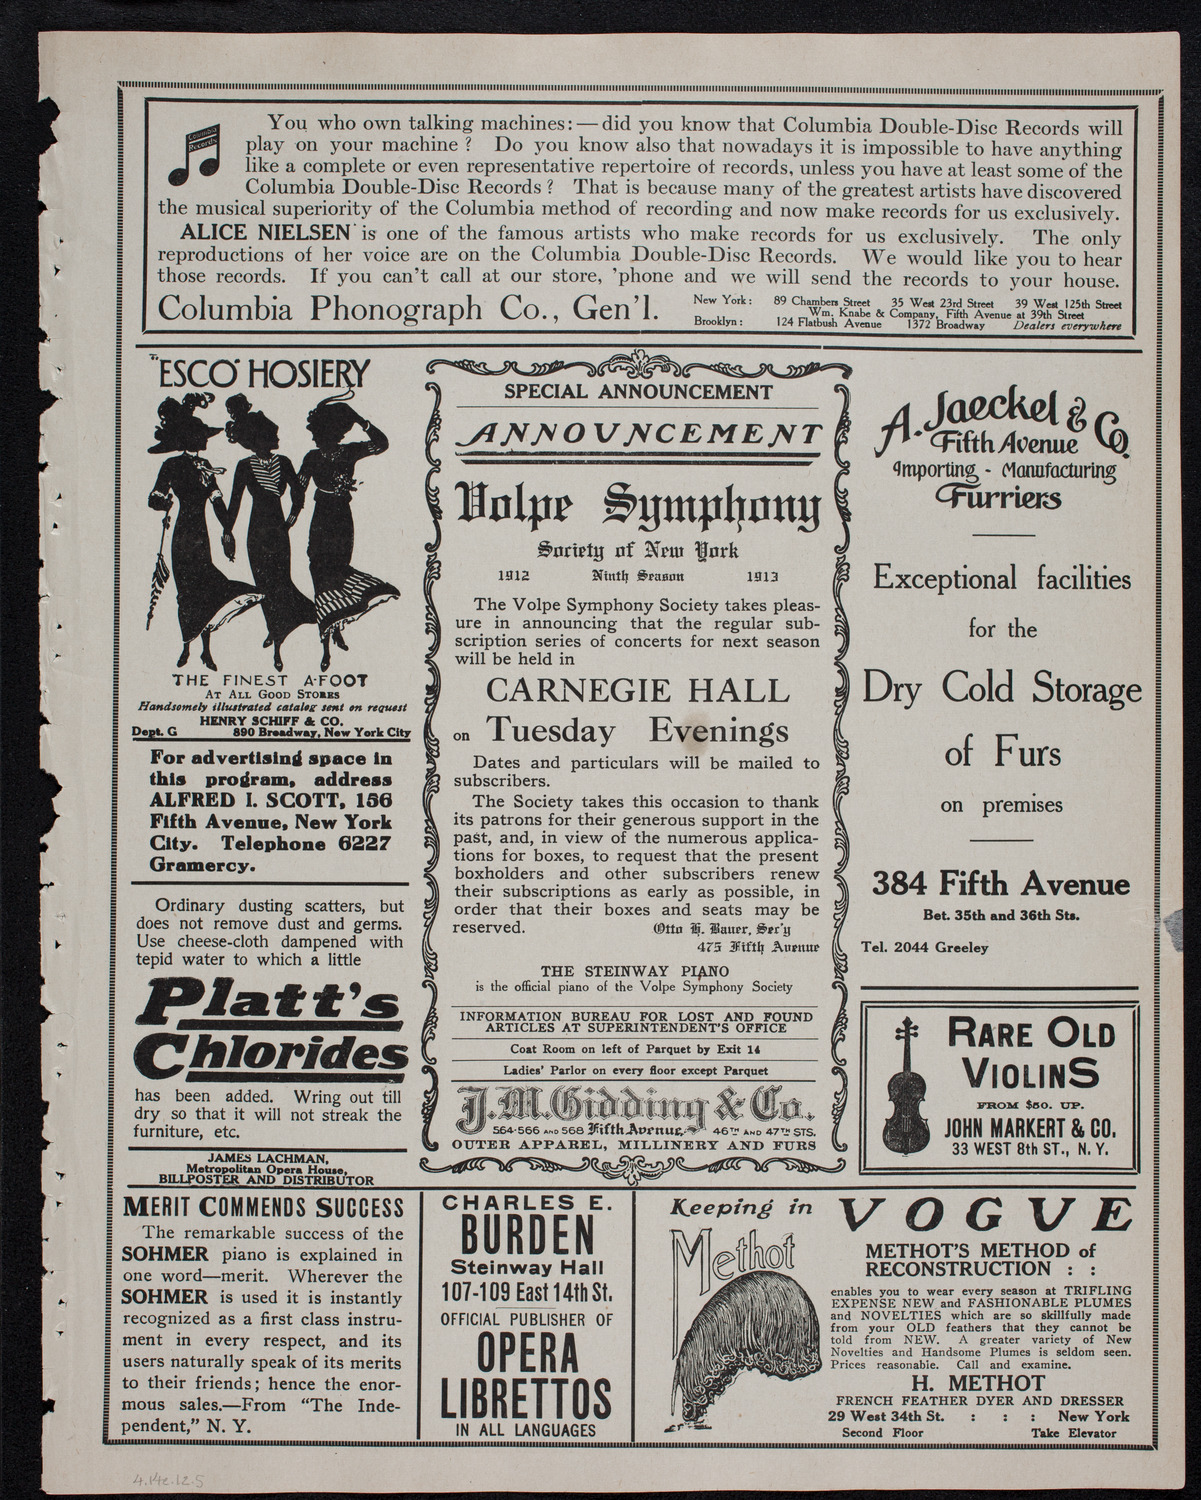 Columbia
Records
You who own talking machines:—did you know that Columbia Double-Disc Records will
play on your machine? Do you know also that nowadays it is impossible to have anything
like a complete or even representative repertoire of records, unless you have at least some of the
Columbia Double-Disc Records? That is because many of the greatest artists have discovered
the musical superiority of the Columbia method of recording and now make records for us exclusively.
ALICE NIELSEN is one of the famous artists who make records for us exclusively. The only
reproductions of her voice are on the Columbia Double-Disc Records. We would like you to hear
those records. If you can't call at our store, 'phone and we will send the records to your house.
Columbia Phonograph Co., Gen'l.
New York: 89 Chambers Street 35 West 23rd Street 39 West 125th Street
Wm. Knabe & Company, Fifth Avenue at 39th Street
Brooklyn: 124 Flatbush Avenue 1372 Broadway Dealers everywhere
"ESCO" HOSIERY
THE FINEST A-FOOT
AT ALL GOOD STORES
Handsomely illustrated catalog sent on request
HENRY SCHIFF & CO.
Dept. G 890 Broadway, New York City
For advertising space in
this program, address
ALFRED I. SCOTT, 156
Fifth Avenue, New York
City. Telephone 6227
Gramercy.
Ordinary dusting scatters, but
does not remove dust and germs.
Use cheese-cloth dampened with
tepid water to which a little
Platt's
Chlorides
has been added. Wring out till
dry so that it will not streak the
furniture, etc.
JAMES LACHMAN,
Metropolitan Opera House,
BILLPOSTER AND DISTRIBUTOR
SPECIAL ANNOUNCEMENT
ANNOVNCEMENT
Volpe Symphony
Society of New York
1912 Ninth Season 1913
The Volpe Symphony Society takes pleas-
ure in announcing that the regular sub-
scription series of concerts for next season
will be held in
CARNEGIE HALL
on Tuesday Evenings
Dates and particulars will be mailed to
subscribers.
The Society takes this occasion to thank
its patrons for their generous support in the
past, and, in view of the numerous applica-
tions for boxes, to request that the present
boxholders and other subscribers renew
their subscriptions as early as possible, in
order that their boxes and seats may be
reserved. Otto H. Bauer, Sec'y
475 Fifth Avenue
THE STEINWAY PIANO
is the official piano of the Volpe Symphony Society
INFORMATION BUREAU FOR LOST AND FOUND
ARTICLES AT SUPERINTENDENT'S OFFICE
Coat Room on left of Parquet by Exit 14
Ladies' Parlor on every floor except Parquet
J.M. Gidding & Co.
564-566 AND 568 Fifth Avenue, 46TH AND 47TH STS.
OUTER APPAREL, MILLINERY AND FURS
A. Jaeckel & Co.
Fifth Avenue
Importing - Manufacturing
Furriers
Exceptional facilities
for the
Dry Cold Storage
of Furs
on premises
384 Fifth Avenue
Bet. 35th and 36th Sts.
Tel. 2044 Greeley
RARE OLD
VIOLINS
FROM $50. UP.
JOHN MARKERT & CO.
33 WEST 8th ST., N. Y.
MERIT COMMENDS SUCCESS
The remarkable success of the
SOHMER piano is explained in
one word—merit. Wherever the
SOHMER is used it is instantly
recognized as a first class instru-
ment in every respect, and its
users naturally speak of its merits
to their friends; hence the enor-
mous sales.—From "The Inde-
pendent," N. Y.
CHARLES E.
BURDEN
Steinway Hall
107-109 East 14th St.
OFFICIAL PUBLISHER OF
OPERA
LIBRETTOS
IN ALL LANGUAGES
Keeping in VOGUE
Methot
METHOT'S METHOD of
RECONSTRUCTION : :
enables you to wear every season at TRIFLING
EXPENSE NEW and FASHIONABLE PLUMES
and NOVELTIES which are so skillfully made
from your OLD feathers that they cannot be
told from NEW. A greater variety of New
Novelties and Handsome Plumes is seldom seen.
Prices reasonable. Call and examine.
H. METHOT
FRENCH FEATHER DYER AND DRESSER
29 West 34th St. : : : New York
Second Floor Take Elevator
4.14e.12.5